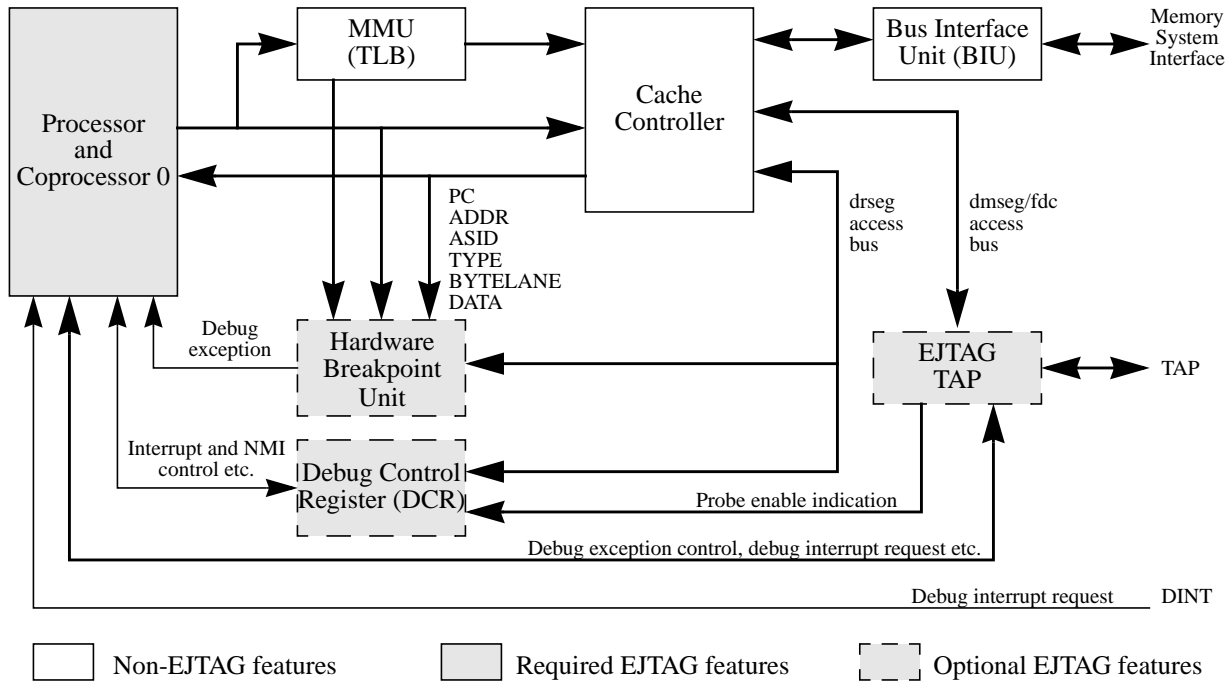 MMU
(TLB)
Bus Interface
Unit (BIU)
Memory
System
Interface
Processor
and
Coprocessor 0
Cache
Controller
PC
ADDR
ASID
TYPE
BYTELANE
DATA
drseg
access
bus
dmseg/fdc
access
bus
Debug
exception
Hardware
Breakpoint
Unit
EJTAG
TAP
TAP
Interrupt and NMI
control etc.
Debug Control
Register (DCR)
Probe enable indication
Debug exception control, debug interrupt request etc.
Debug interrupt request
DINT
Non-EJTAG features
Required EJTAG features
Optional EJTAG features